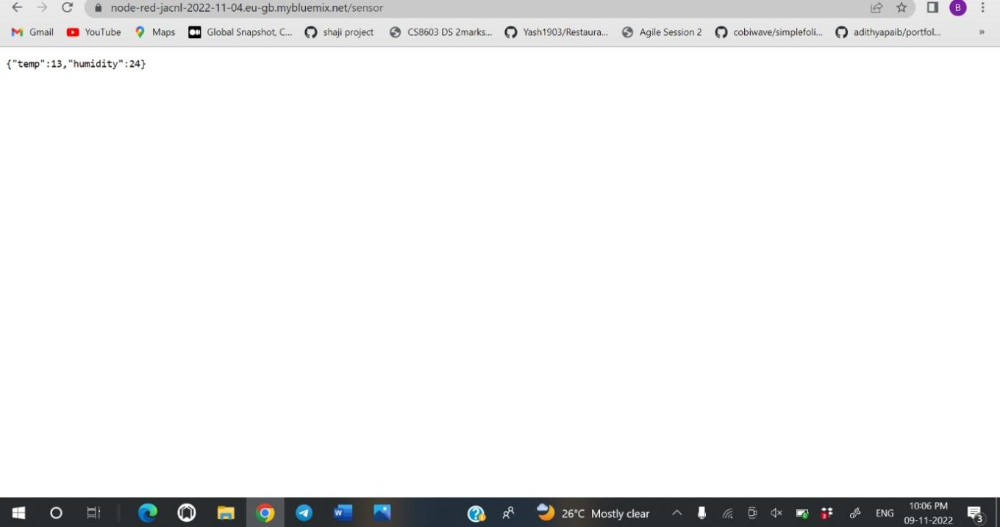 node-red-jacnl-2022-11-04.eu-gb.mybluemix.net/sensor
B
Gmail YouTube Maps Global Snapshot, C... shaji project CS8603 DS 2marks... Yash1903/Restaura... Agile Session 2 cobiwave/simplefoli... adithyapaib/portfol... »
{"temp":13,"humidity":24}
26°C Mostly clear ENG 10:06 PM
09-11-2022
3